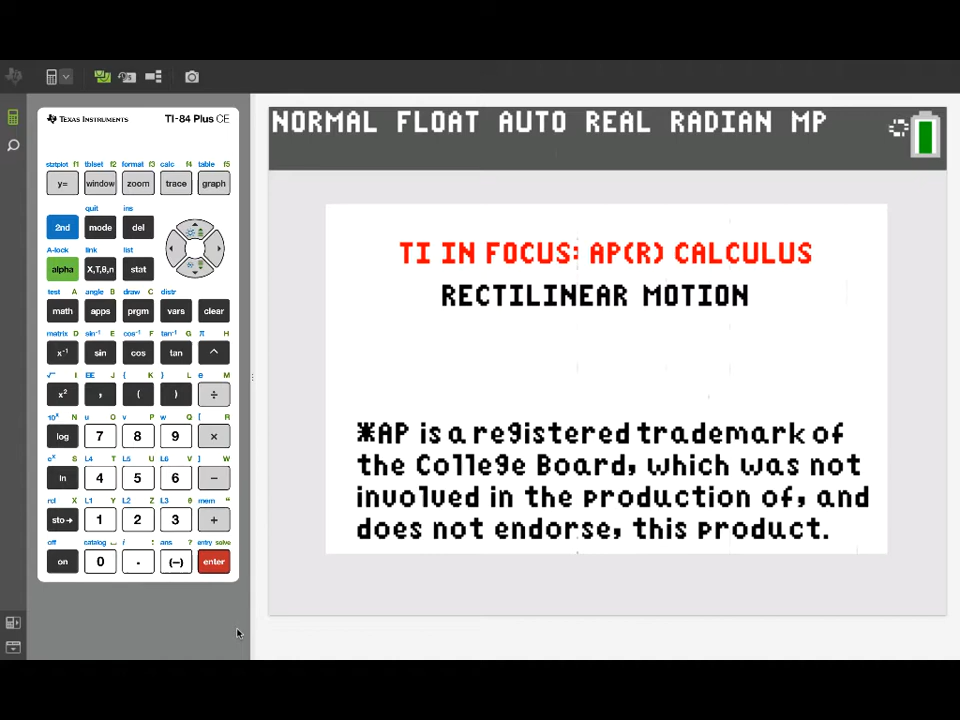 TEXAS INSTRUMENTS TI-84 Plus CE
statplot f1 tblset f2 format f3 calc f4 table f5
y= window zoom trace graph
quit ins
2nd mode del
A-lock link list
alpha X,T,θ,n stat
test A angle B draw C distr
math apps prgm vars clear
matrix D sin⁻¹ E cos⁻¹ F tan⁻¹ G π H
x⁻¹ sin cos tan ^
√ I EE J { K } L e M
x² , ( ) ÷
10ˣ N u O v P w Q [ R
log 7 8 9 ×
eˣ S L4 T L5 U L6 V ] W
ln 4 5 6 −
rcl X L1 Y L2 Z L3 θ mem "
sto→ 1 2 3 +
off catalog ⎵ i : ans ? entry solve
on 0 . (−) enter
NORMAL FLOAT AUTO REAL RADIAN MP
TI IN FOCUS: AP(R) CALCULUS
RECTILINEAR MOTION
*AP is a registered trademark of
the College Board, which was not
involved in the production of, and
does not endorse, this product.